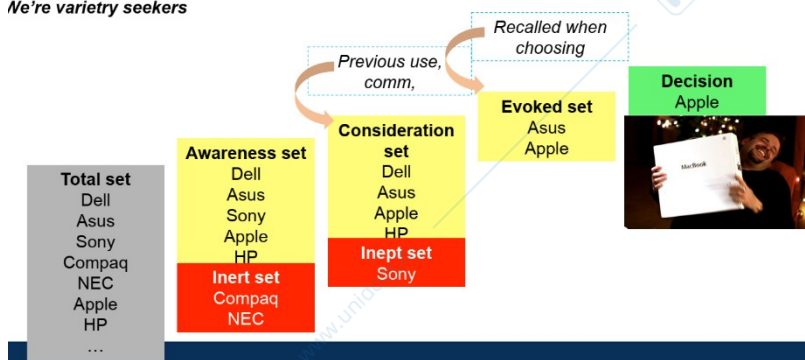 We're varietry seekers
Previous use,
comm,
Recalled when
choosing
Total set
Dell
Asus
Sony
Compaq
NEC
Apple
HP
...
Awareness set
Dell
Asus
Sony
Apple
HP
Inert set
Compaq
NEC
Consideration
set
Dell
Asus
Apple
HP
Inept set
Sony
Evoked set
Asus
Apple
Decision
Apple
MacBook